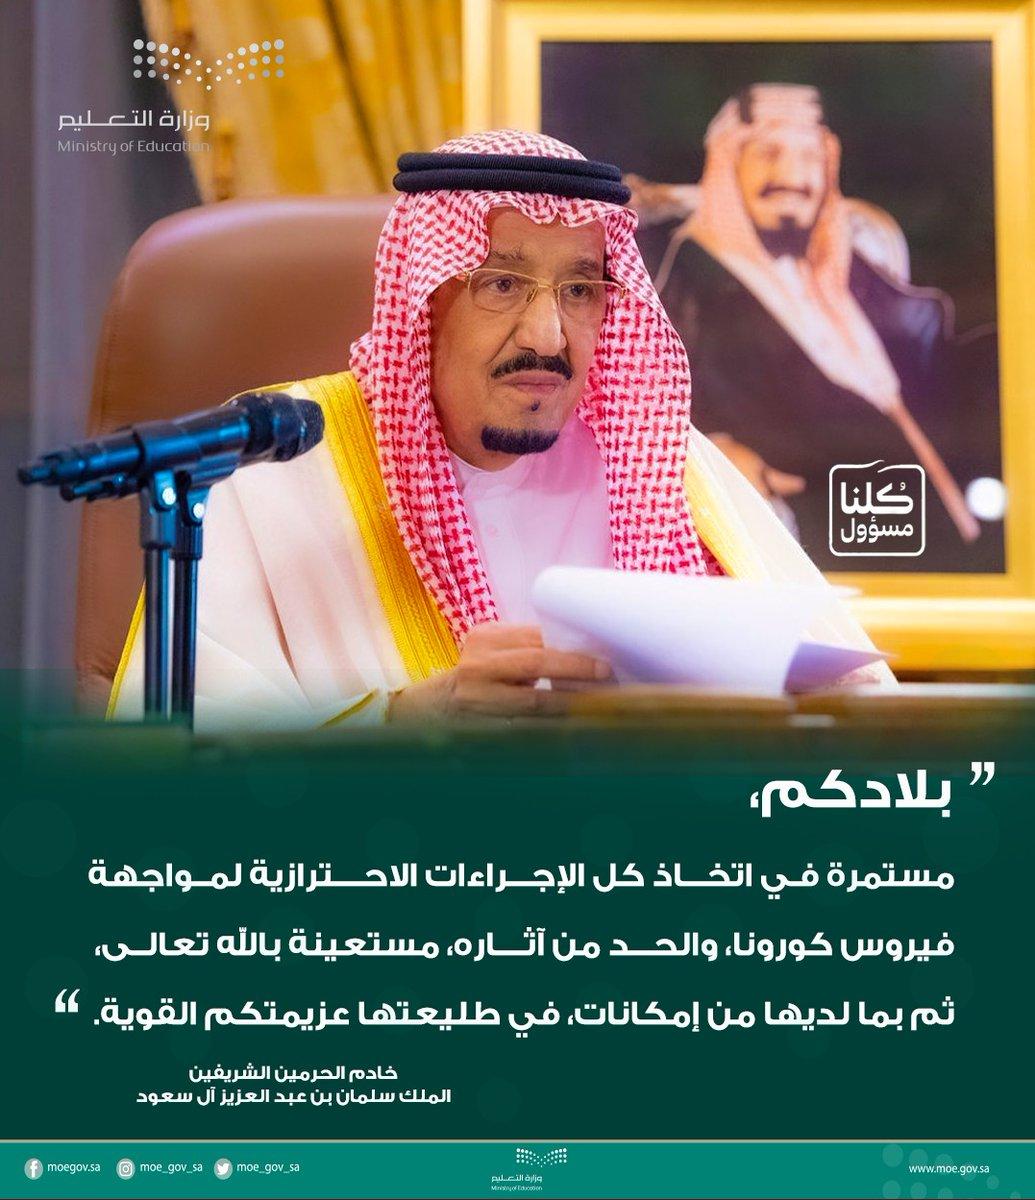 وزارة التعليم
Ministry of Education
كُلنا
مسؤول
” بلادكم،
مستمرة في اتخاذ كل الإجراءات الاحترازية لمواجهة
فيروس كورونا، والحد من آثاره، مستعينة بالله تعالى،
ثم بما لديها من إمكانات، في طليعتها عزيمتكم القوية. “
خادم الحرمين الشريفين
الملك سلمان بن عبد العزيز آل سعود
moegov.sa
moe_gov_sa
moe_gov_sa
وزارة التعليم
Ministry of Education
www.moe.gov.sa